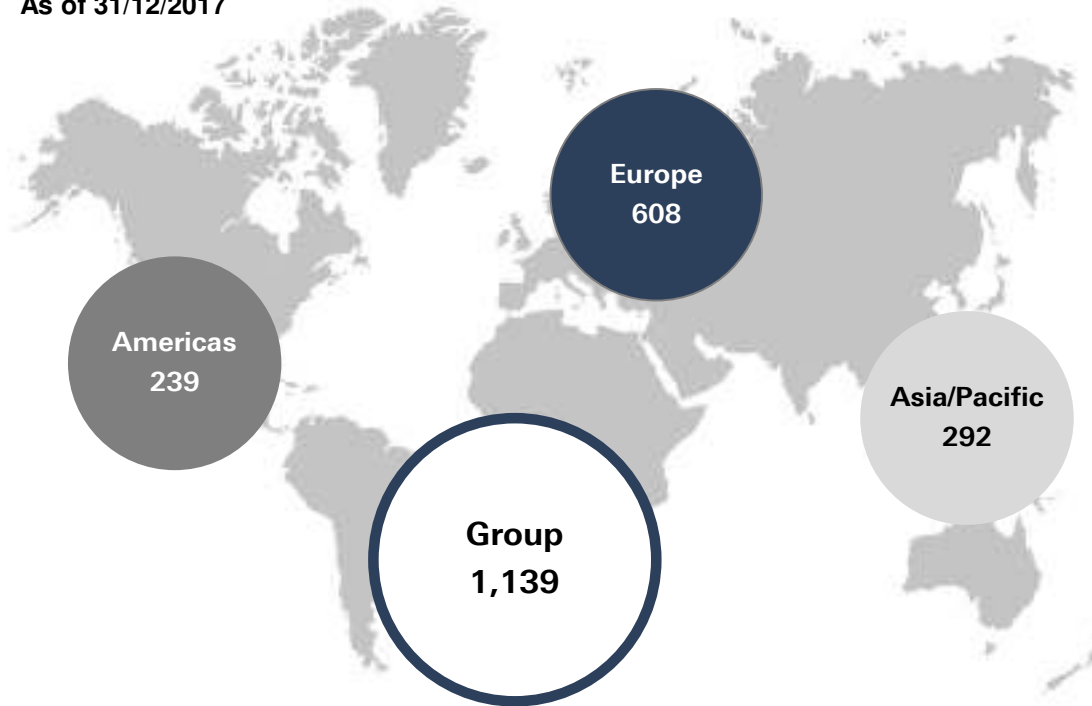 As of 31/12/2017
Europe
608
Americas
239
Asia/Pacific
292
Group
1,139